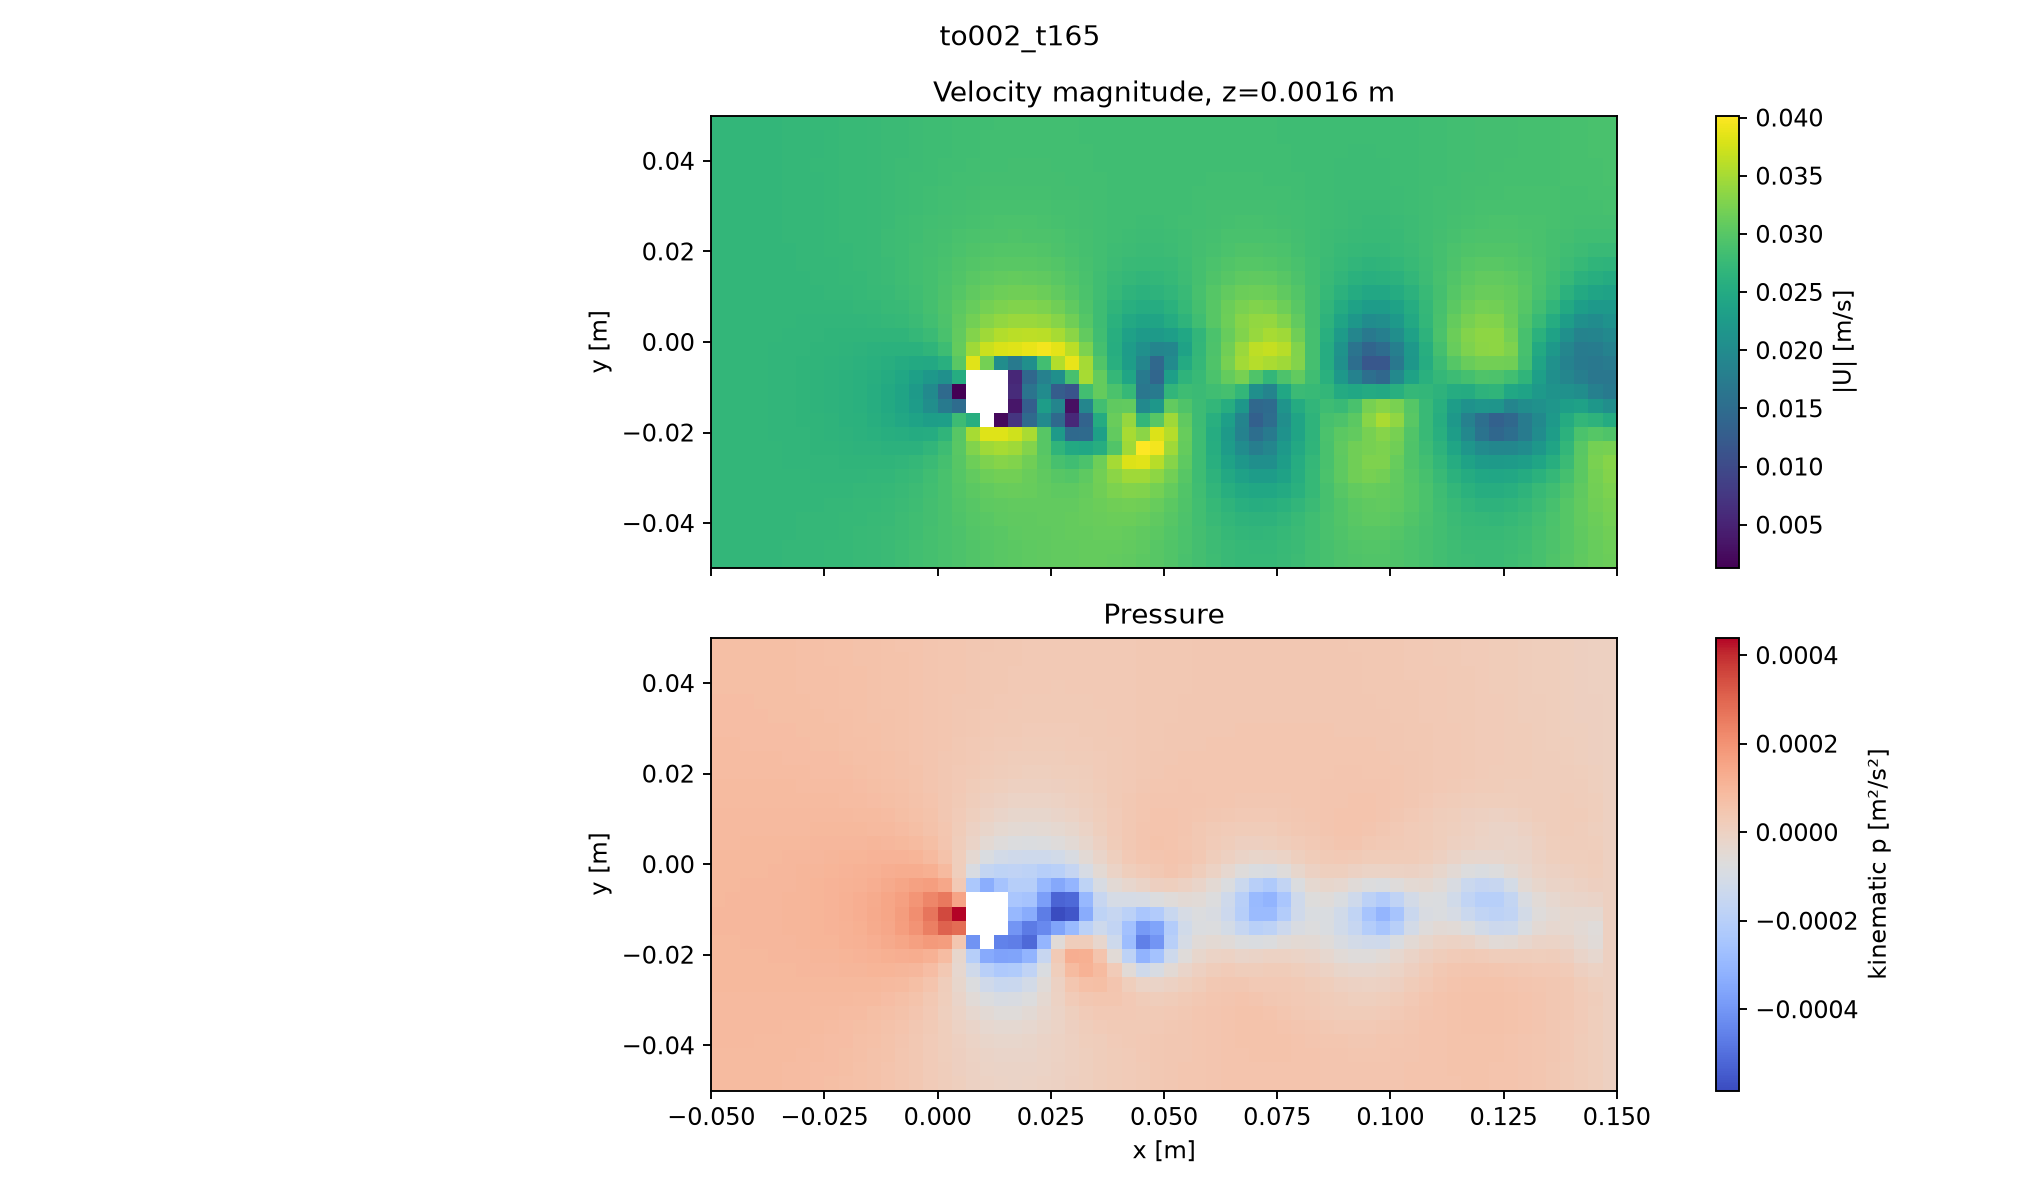 to002_t165
Velocity magnitude, z=0.0016 m
0.04
0.02
0.00
−0.02
−0.04
y [m]
0.040
0.035
0.030
0.025
0.020
0.015
0.010
0.005
|U| [m/s]
Pressure
0.04
0.02
0.00
−0.02
−0.04
y [m]
−0.050 −0.025 0.000 0.025 0.050 0.075 0.100 0.125 0.150
x [m]
0.0004
0.0002
0.0000
−0.0002
−0.0004
kinematic p [m²/s²]